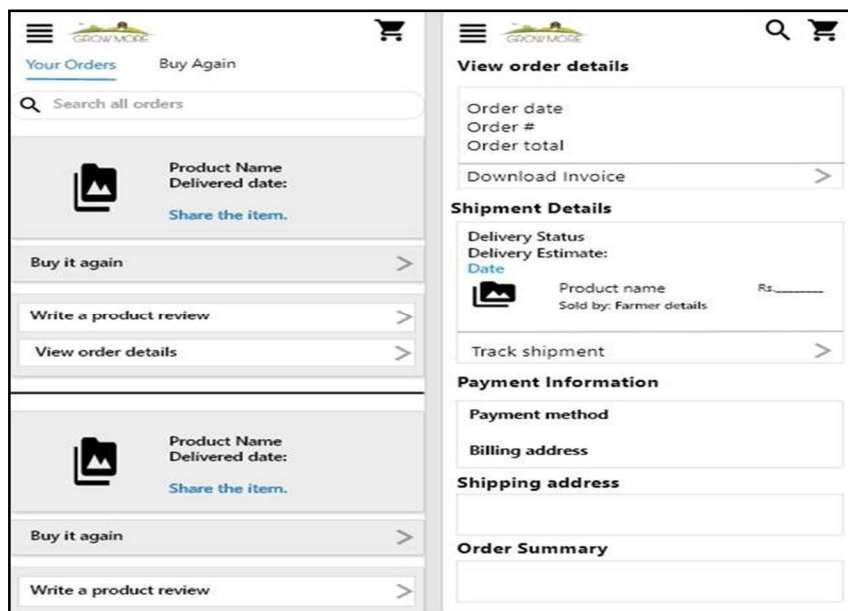 GROW MORE
Your Orders
Buy Again
Search all orders
Product Name
Delivered date:
Share the item.
Buy it again
Write a product review
View order details
Product Name
Delivered date:
Share the item.
Buy it again
Write a product review
GROW MORE
View order details
Order date
Order #
Order total
Download Invoice
Shipment Details
Delivery Status
Delivery Estimate:
Date
Product name
Rs.______
Sold by: Farmer details
Track shipment
Payment Information
Payment method
Billing address
Shipping address
Order Summary